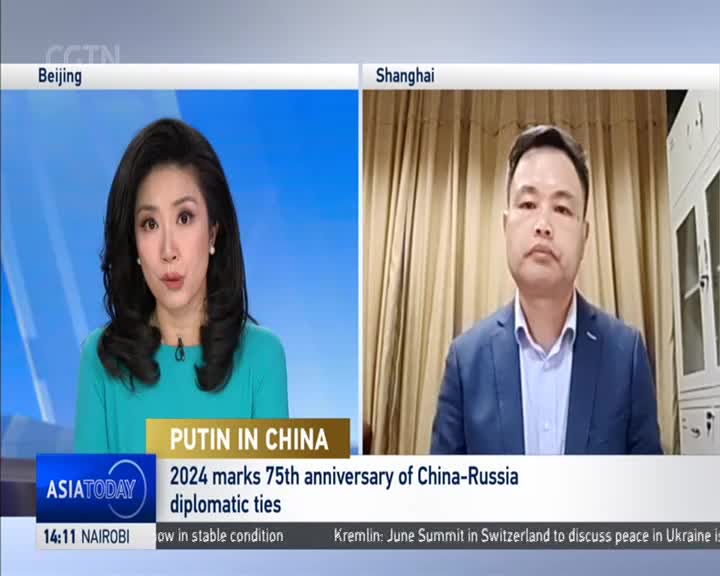 CGTN
Beijing
Shanghai
PUTIN IN CHINA
2024 marks 75th anniversary of China-Russia
diplomatic ties
ASIA TODAY
14:11 NAIROBI
now in stable condition Kremlin: June Summit in Switzerland to discuss peace in Ukraine is